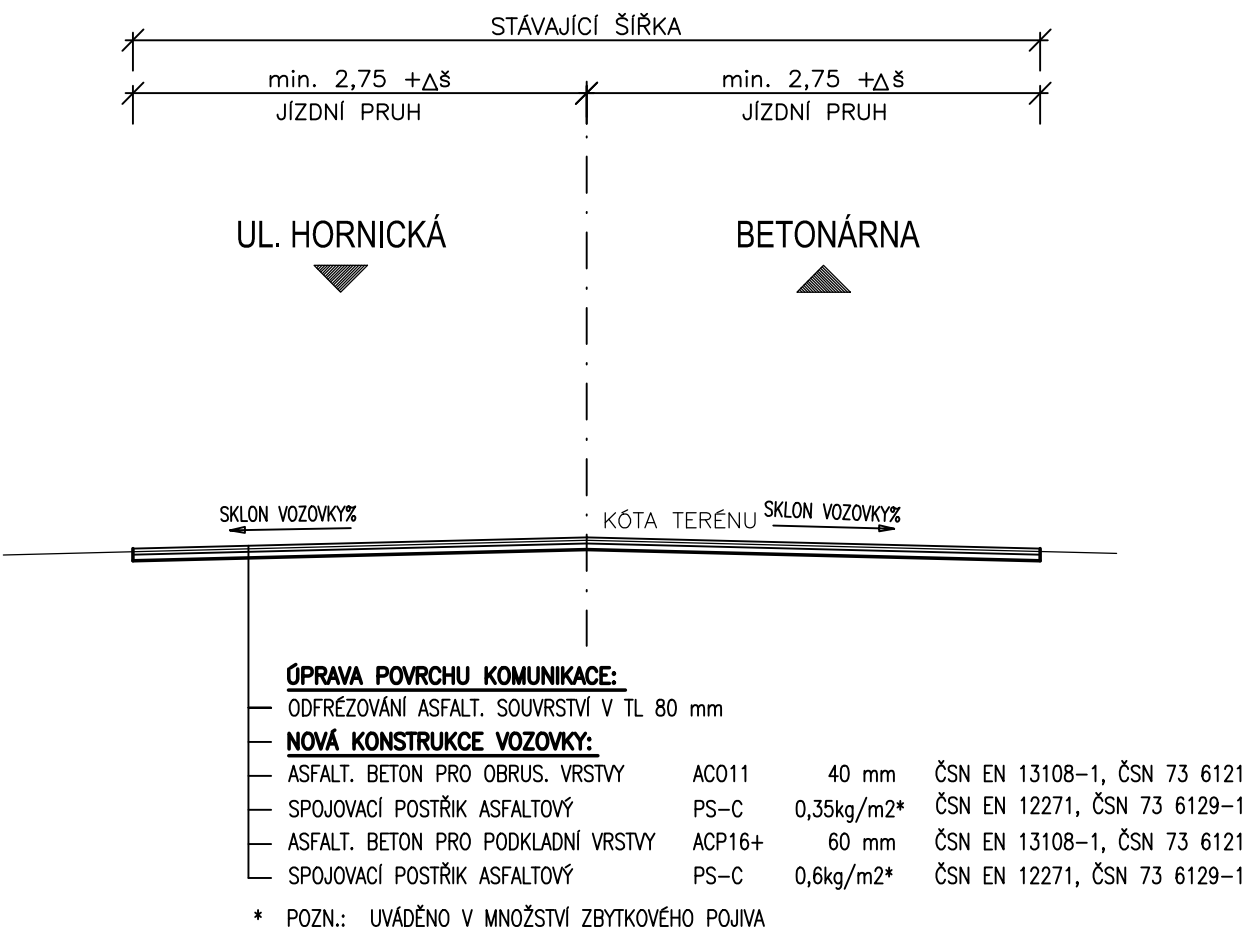 STÁVAJÍCÍ ŠÍŘKA
min. 2,75 +△š min. 2,75 +△š
JÍZDNÍ PRUH JÍZDNÍ PRUH
UL. HORNICKÁ BETONÁRNA
SKLON VOZOVKY% KÓTA TERÉNU SKLON VOZOVKY%
ÚPRAVA POVRCHU KOMUNIKACE:
ODFRÉZOVÁNÍ ASFALT. SOUVRSTVÍ V TL 80 mm
NOVÁ KONSTRUKCE VOZOVKY:
ASFALT. BETON PRO OBRUS. VRSTVY ACO11 40 mm ČSN EN 13108-1, ČSN 73 6121
SPOJOVACÍ POSTŘIK ASFALTOVÝ PS-C 0,35kg/m2* ČSN EN 12271, ČSN 73 6129-1
ASFALT. BETON PRO PODKLADNÍ VRSTVY ACP16+ 60 mm ČSN EN 13108-1, ČSN 73 6121
SPOJOVACÍ POSTŘIK ASFALTOVÝ PS-C 0,6kg/m2* ČSN EN 12271, ČSN 73 6129-1
* POZN.: UVÁDĚNO V MNOŽSTVÍ ZBYTKOVÉHO POJIVA